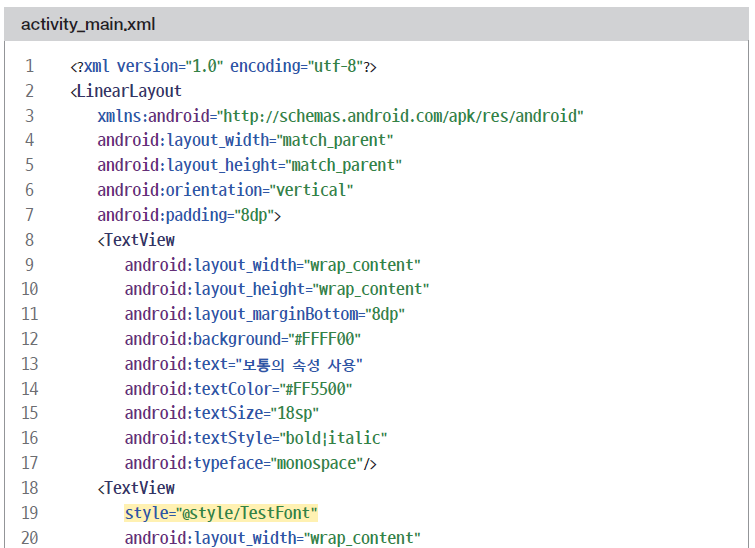 activity_main.xml
1 <?xml version="1.0" encoding="utf-8"?>
2 <LinearLayout
3 xmlns:android="http://schemas.android.com/apk/res/android"
4 android:layout_width="match_parent"
5 android:layout_height="match_parent"
6 android:orientation="vertical"
7 android:padding="8dp">
8 <TextView
9 android:layout_width="wrap_content"
10 android:layout_height="wrap_content"
11 android:layout_marginBottom="8dp"
12 android:background="#FFFF00"
13 android:text="보통의 속성 사용"
14 android:textColor="#FF5500"
15 android:textSize="18sp"
16 android:textStyle="bold¦italic"
17 android:typeface="monospace"/>
18 <TextView
19 style="@style/TestFont"
20 android:layout_width="wrap_content"